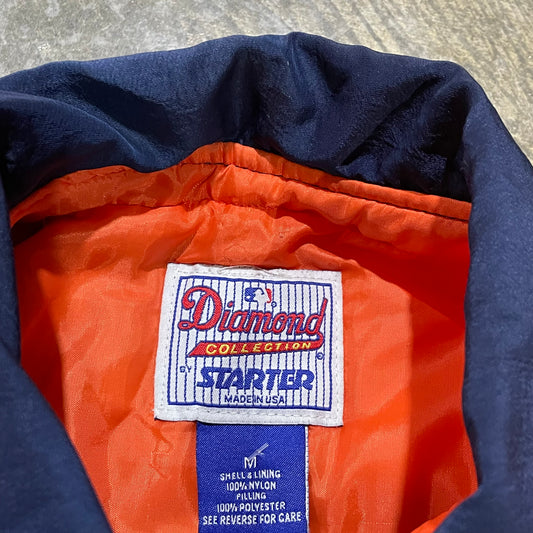 Diamond
COLLECTION
BY STARTER
MADE IN USA
M
SHELL & LINING
100% NYLON
FILLING
100% POLYESTER
SEE REVERSE FOR CARE